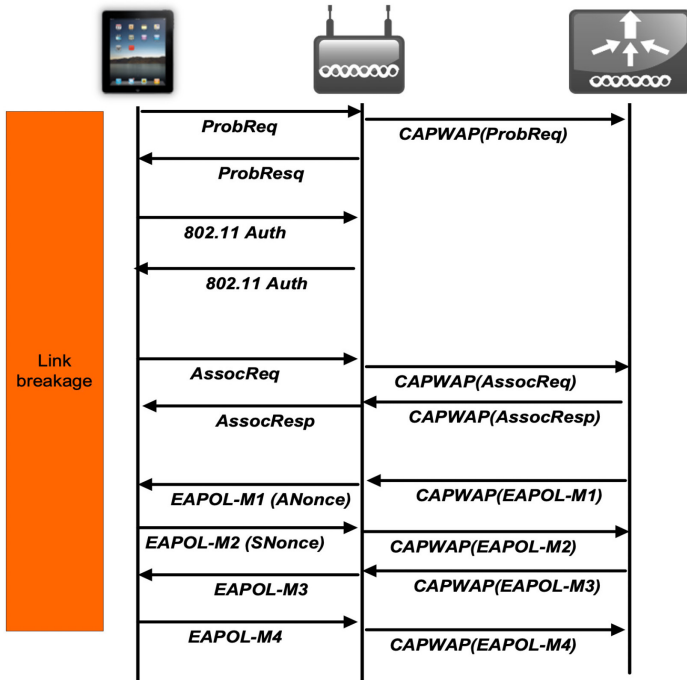 ProbReq
CAPWAP(ProbReq)
ProbResq
802.11 Auth
802.11 Auth
Link
breakage
AssocReq
CAPWAP(AssocReq)
AssocResp
CAPWAP(AssocResp)
EAPOL-M1 (ANonce)
CAPWAP(EAPOL-M1)
EAPOL-M2 (SNonce)
CAPWAP(EAPOL-M2)
EAPOL-M3
CAPWAP(EAPOL-M3)
EAPOL-M4
CAPWAP(EAPOL-M4)